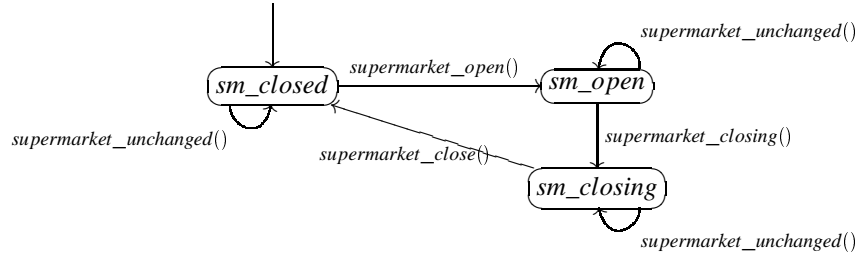 supermarket_unchanged()
supermarket_open()
sm_closed
sm_open
supermarket_unchanged()
supermarket_closing()
supermarket_close()
sm_closing
supermarket_unchanged()